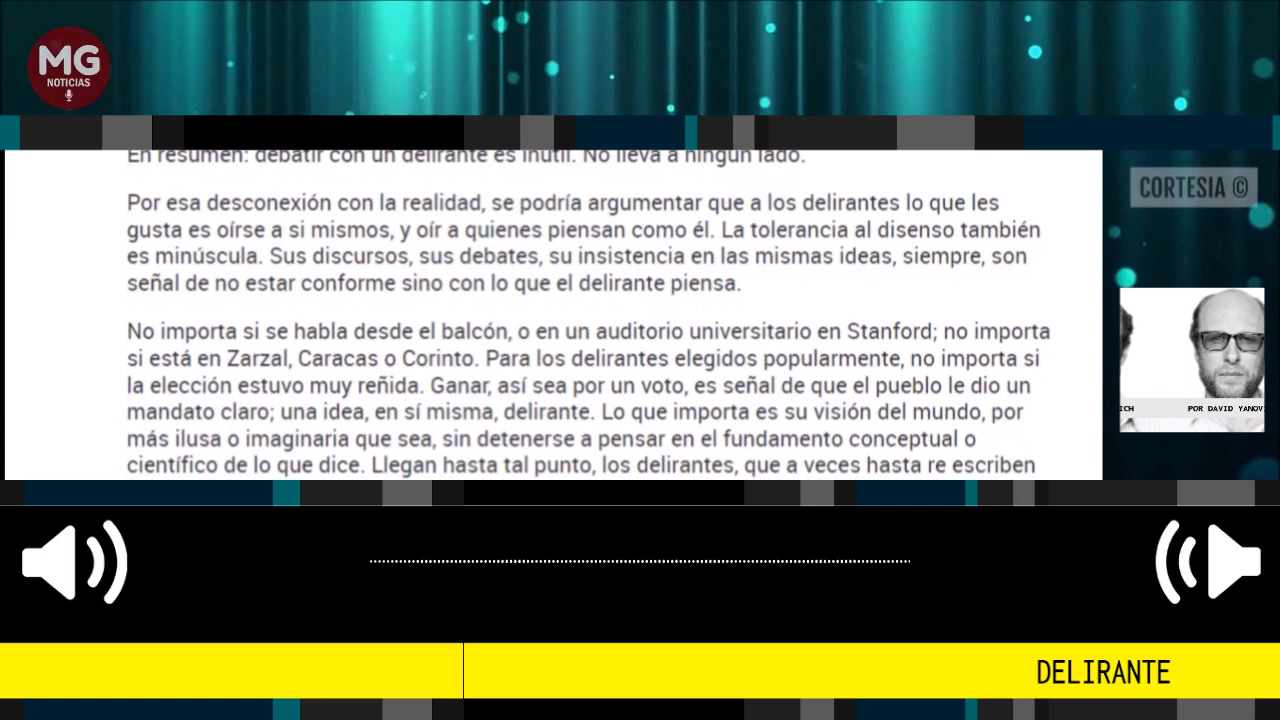 MG
NOTICIAS
En resumen: debatir con un delirante es inútil. No lleva a ningún lado.
Por esa desconexión con la realidad, se podría argumentar que a los delirantes lo que les
gusta es oírse a si mismos, y oír a quienes piensan como él. La tolerancia al disenso también
es minúscula. Sus discursos, sus debates, su insistencia en las mismas ideas, siempre, son
señal de no estar conforme sino con lo que el delirante piensa.
No importa si se habla desde el balcón, o en un auditorio universitario en Stanford; no importa
si está en Zarzal, Caracas o Corinto. Para los delirantes elegidos popularmente, no importa si
la elección estuvo muy reñida. Ganar, así sea por un voto, es señal de que el pueblo le dio un
mandato claro; una idea, en sí misma, delirante. Lo que importa es su visión del mundo, por
más ilusa o imaginaria que sea, sin detenerse a pensar en el fundamento conceptual o
científico de lo que dice. Llegan hasta tal punto, los delirantes, que a veces hasta re escriben
CORTESIA ©
ICH POR DAVID YANOV
DELIRANTE